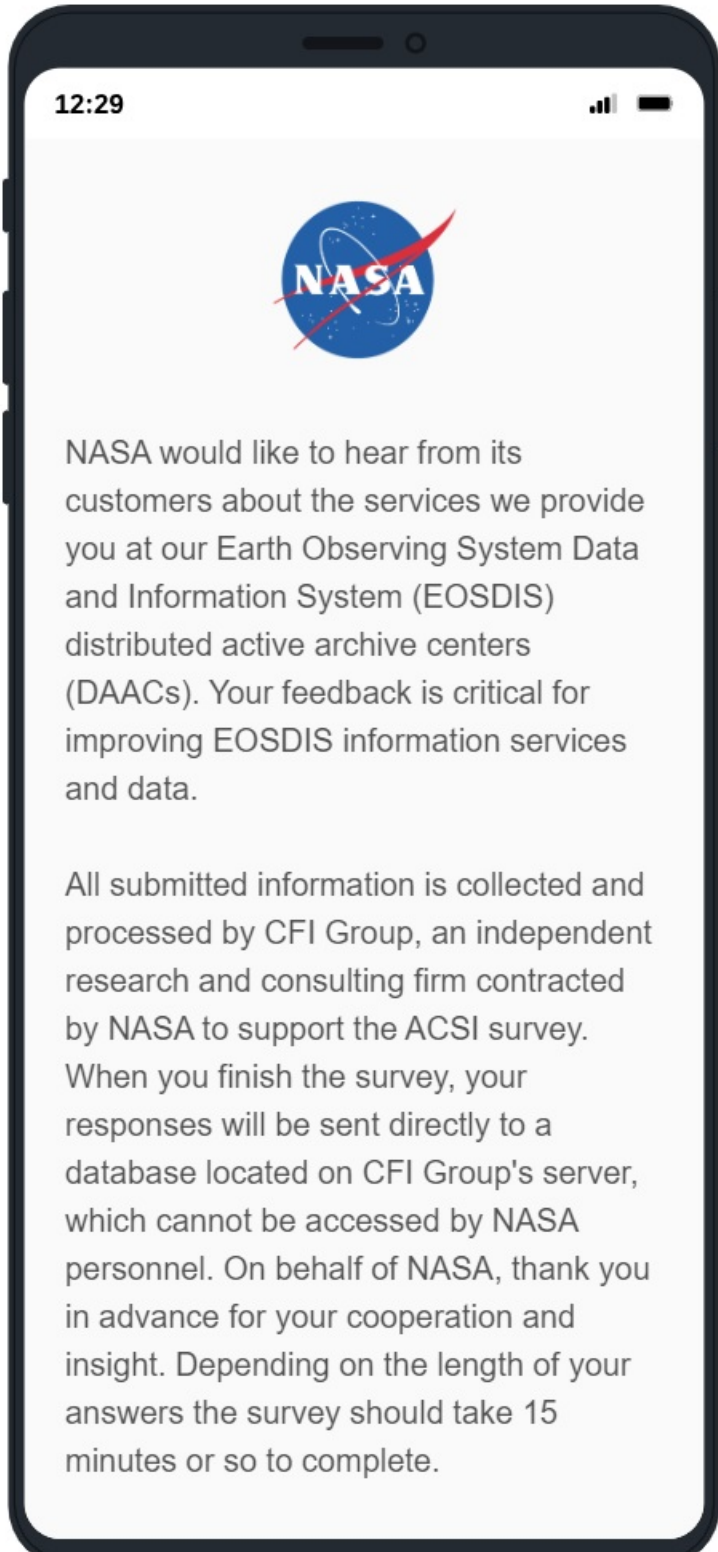 12:29
NASA
NASA would like to hear from its
customers about the services we provide
you at our Earth Observing System Data
and Information System (EOSDIS)
distributed active archive centers
(DAACs). Your feedback is critical for
improving EOSDIS information services
and data.
All submitted information is collected and
processed by CFI Group, an independent
research and consulting firm contracted
by NASA to support the ACSI survey.
When you finish the survey, your
responses will be sent directly to a
database located on CFI Group's server,
which cannot be accessed by NASA
personnel. On behalf of NASA, thank you
in advance for your cooperation and
insight. Depending on the length of your
answers the survey should take 15
minutes or so to complete.